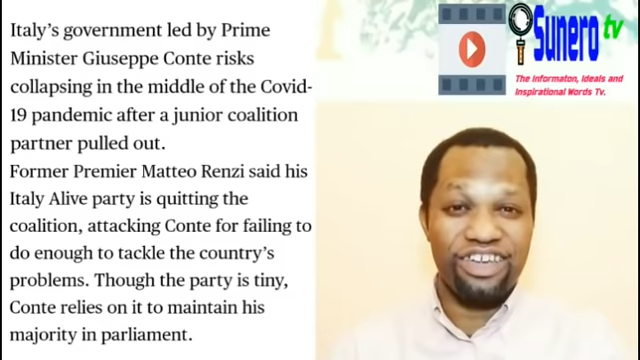 Italy's government led by Prime
Minister Giuseppe Conte risks
collapsing in the middle of the Covid-
19 pandemic after a junior coalition
partner pulled out.
Former Premier Matteo Renzi said his
Italy Alive party is quitting the
coalition, attacking Conte for failing to
do enough to tackle the country's
problems. Though the party is tiny,
Conte relies on it to maintain his
majority in parliament.
Sunero tv
The Informaton, Ideals and
Inspirational Words Tv.